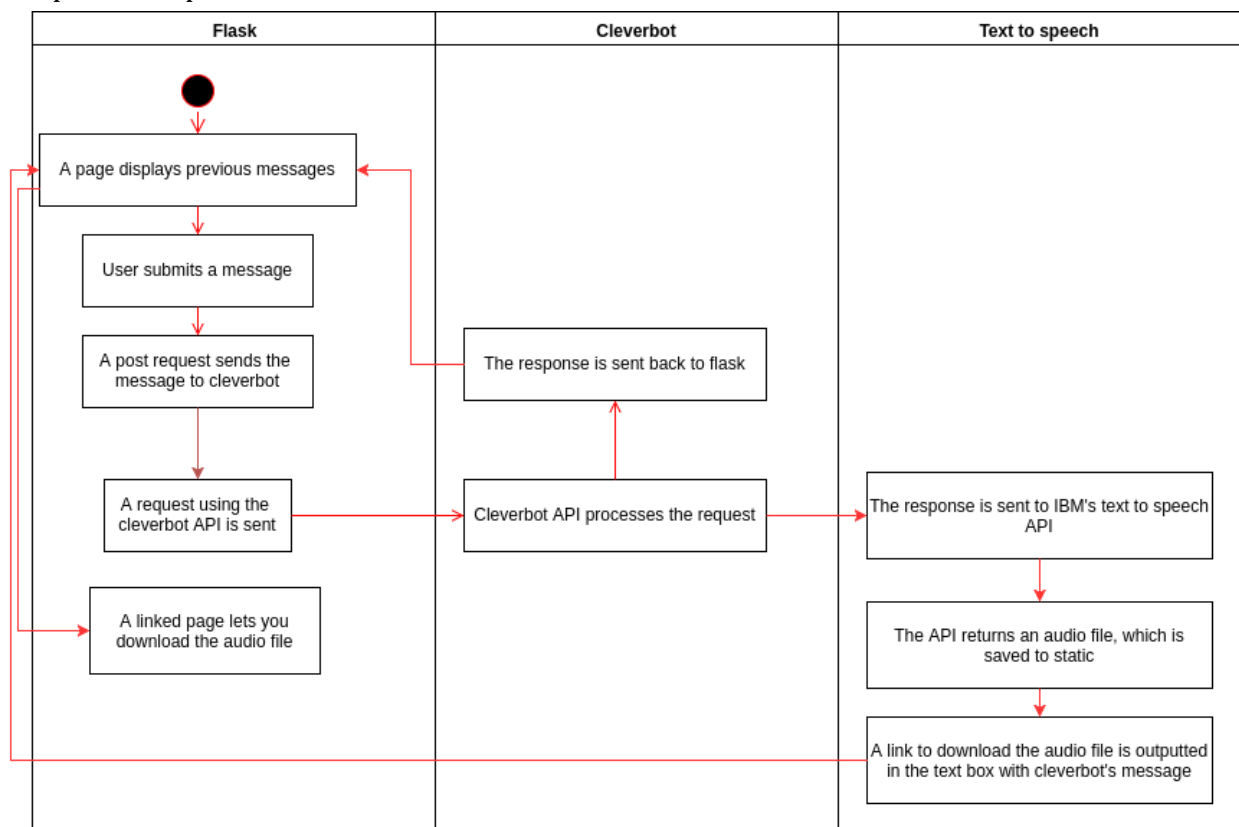 Flask
Cleverbot
Text to speech
A page displays previous messages
User submits a message
A post request sends the
message to cleverbot
The response is sent back to flask
A request using the
cleverbot API is sent
Cleverbot API processes the request
The response is sent to IBM's text to speech
API
A linked page lets you
download the audio file
The API returns an audio file, which is
saved to static
A link to download the audio file is outputted
in the text box with cleverbot's message